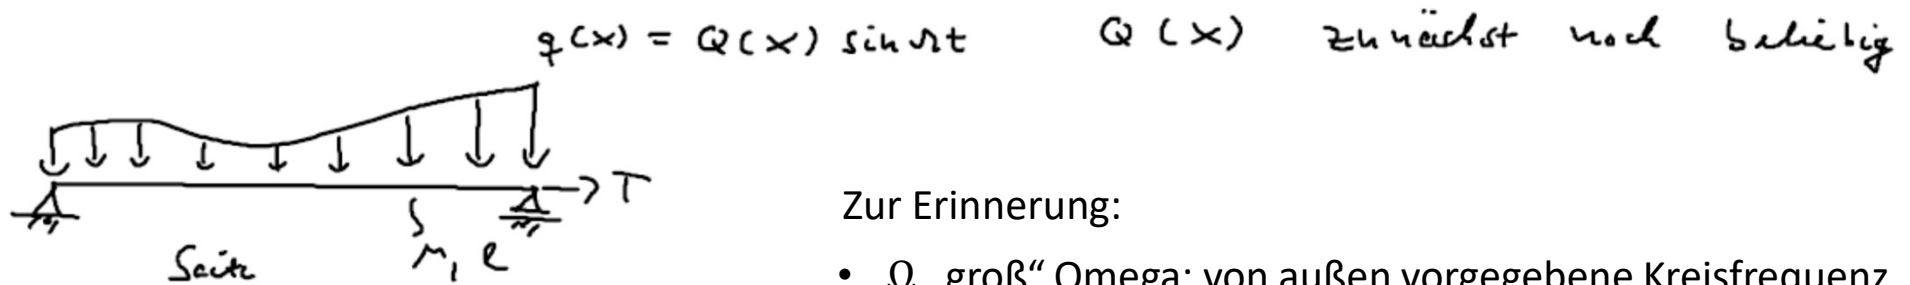 q(x) = Q(x) sin Ωt Q(x) zunächst noch beliebig
T
Zur Erinnerung:
μ, l
Saite
• Ω „groß“ Omega: von außen vorgegebene Kreisfrequenz